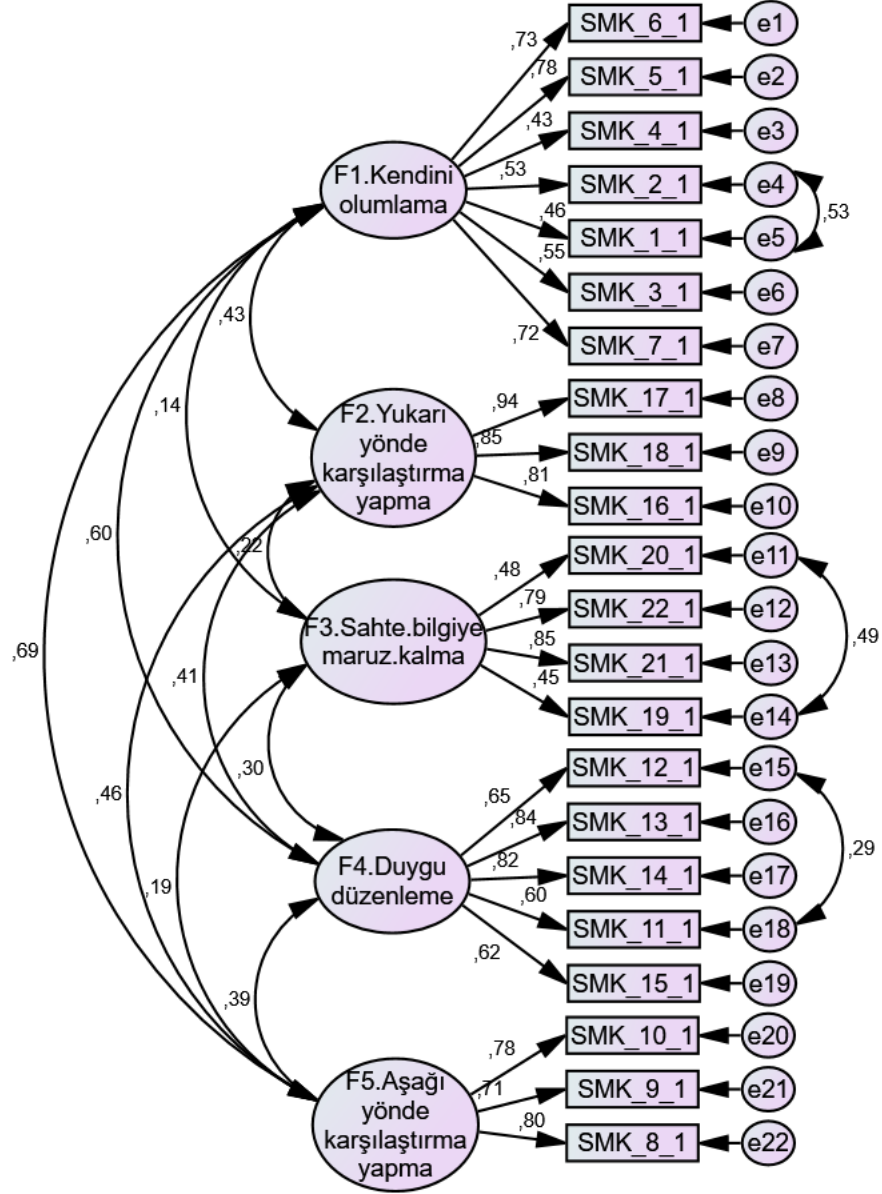 ,73
SMK_6_1
e1
,78
SMK_5_1
e2
,43
SMK_4_1
e3
F1.Kendini
olumlama
,53
SMK_2_1
e4
,46
SMK_1_1
e5
,53
,55
SMK_3_1
e6
,72
SMK_7_1
e7
,43
,14
F2.Yukarı
yönde
karşılaştırma
yapma
,94
SMK_17_1
e8
,85
SMK_18_1
e9
,81
SMK_16_1
e10
,60
,22
,48
SMK_20_1
e11
F3.Sahte.bilgiye
maruz.kalma
,79
SMK_22_1
e12
,85
SMK_21_1
e13
,45
SMK_19_1
e14
,49
,69
,41
,30
,46
,65
SMK_12_1
e15
,84
SMK_13_1
e16
F4.Duygu
düzenleme
,82
SMK_14_1
e17
,60
SMK_11_1
e18
,29
,62
SMK_15_1
e19
,19
,39
F5.Aşağı
yönde
karşılaştırma
yapma
,78
SMK_10_1
e20
,71
SMK_9_1
e21
,80
SMK_8_1
e22